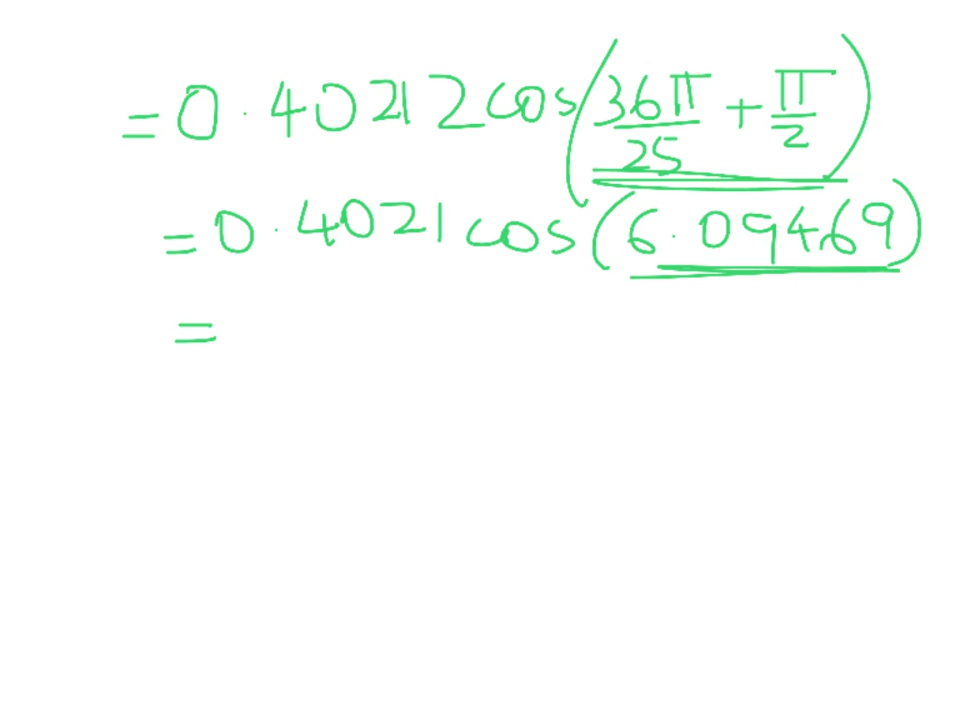 = 0.40212 cos(36π/25 + π/2)
= 0.4021 cos(6.09469)
=